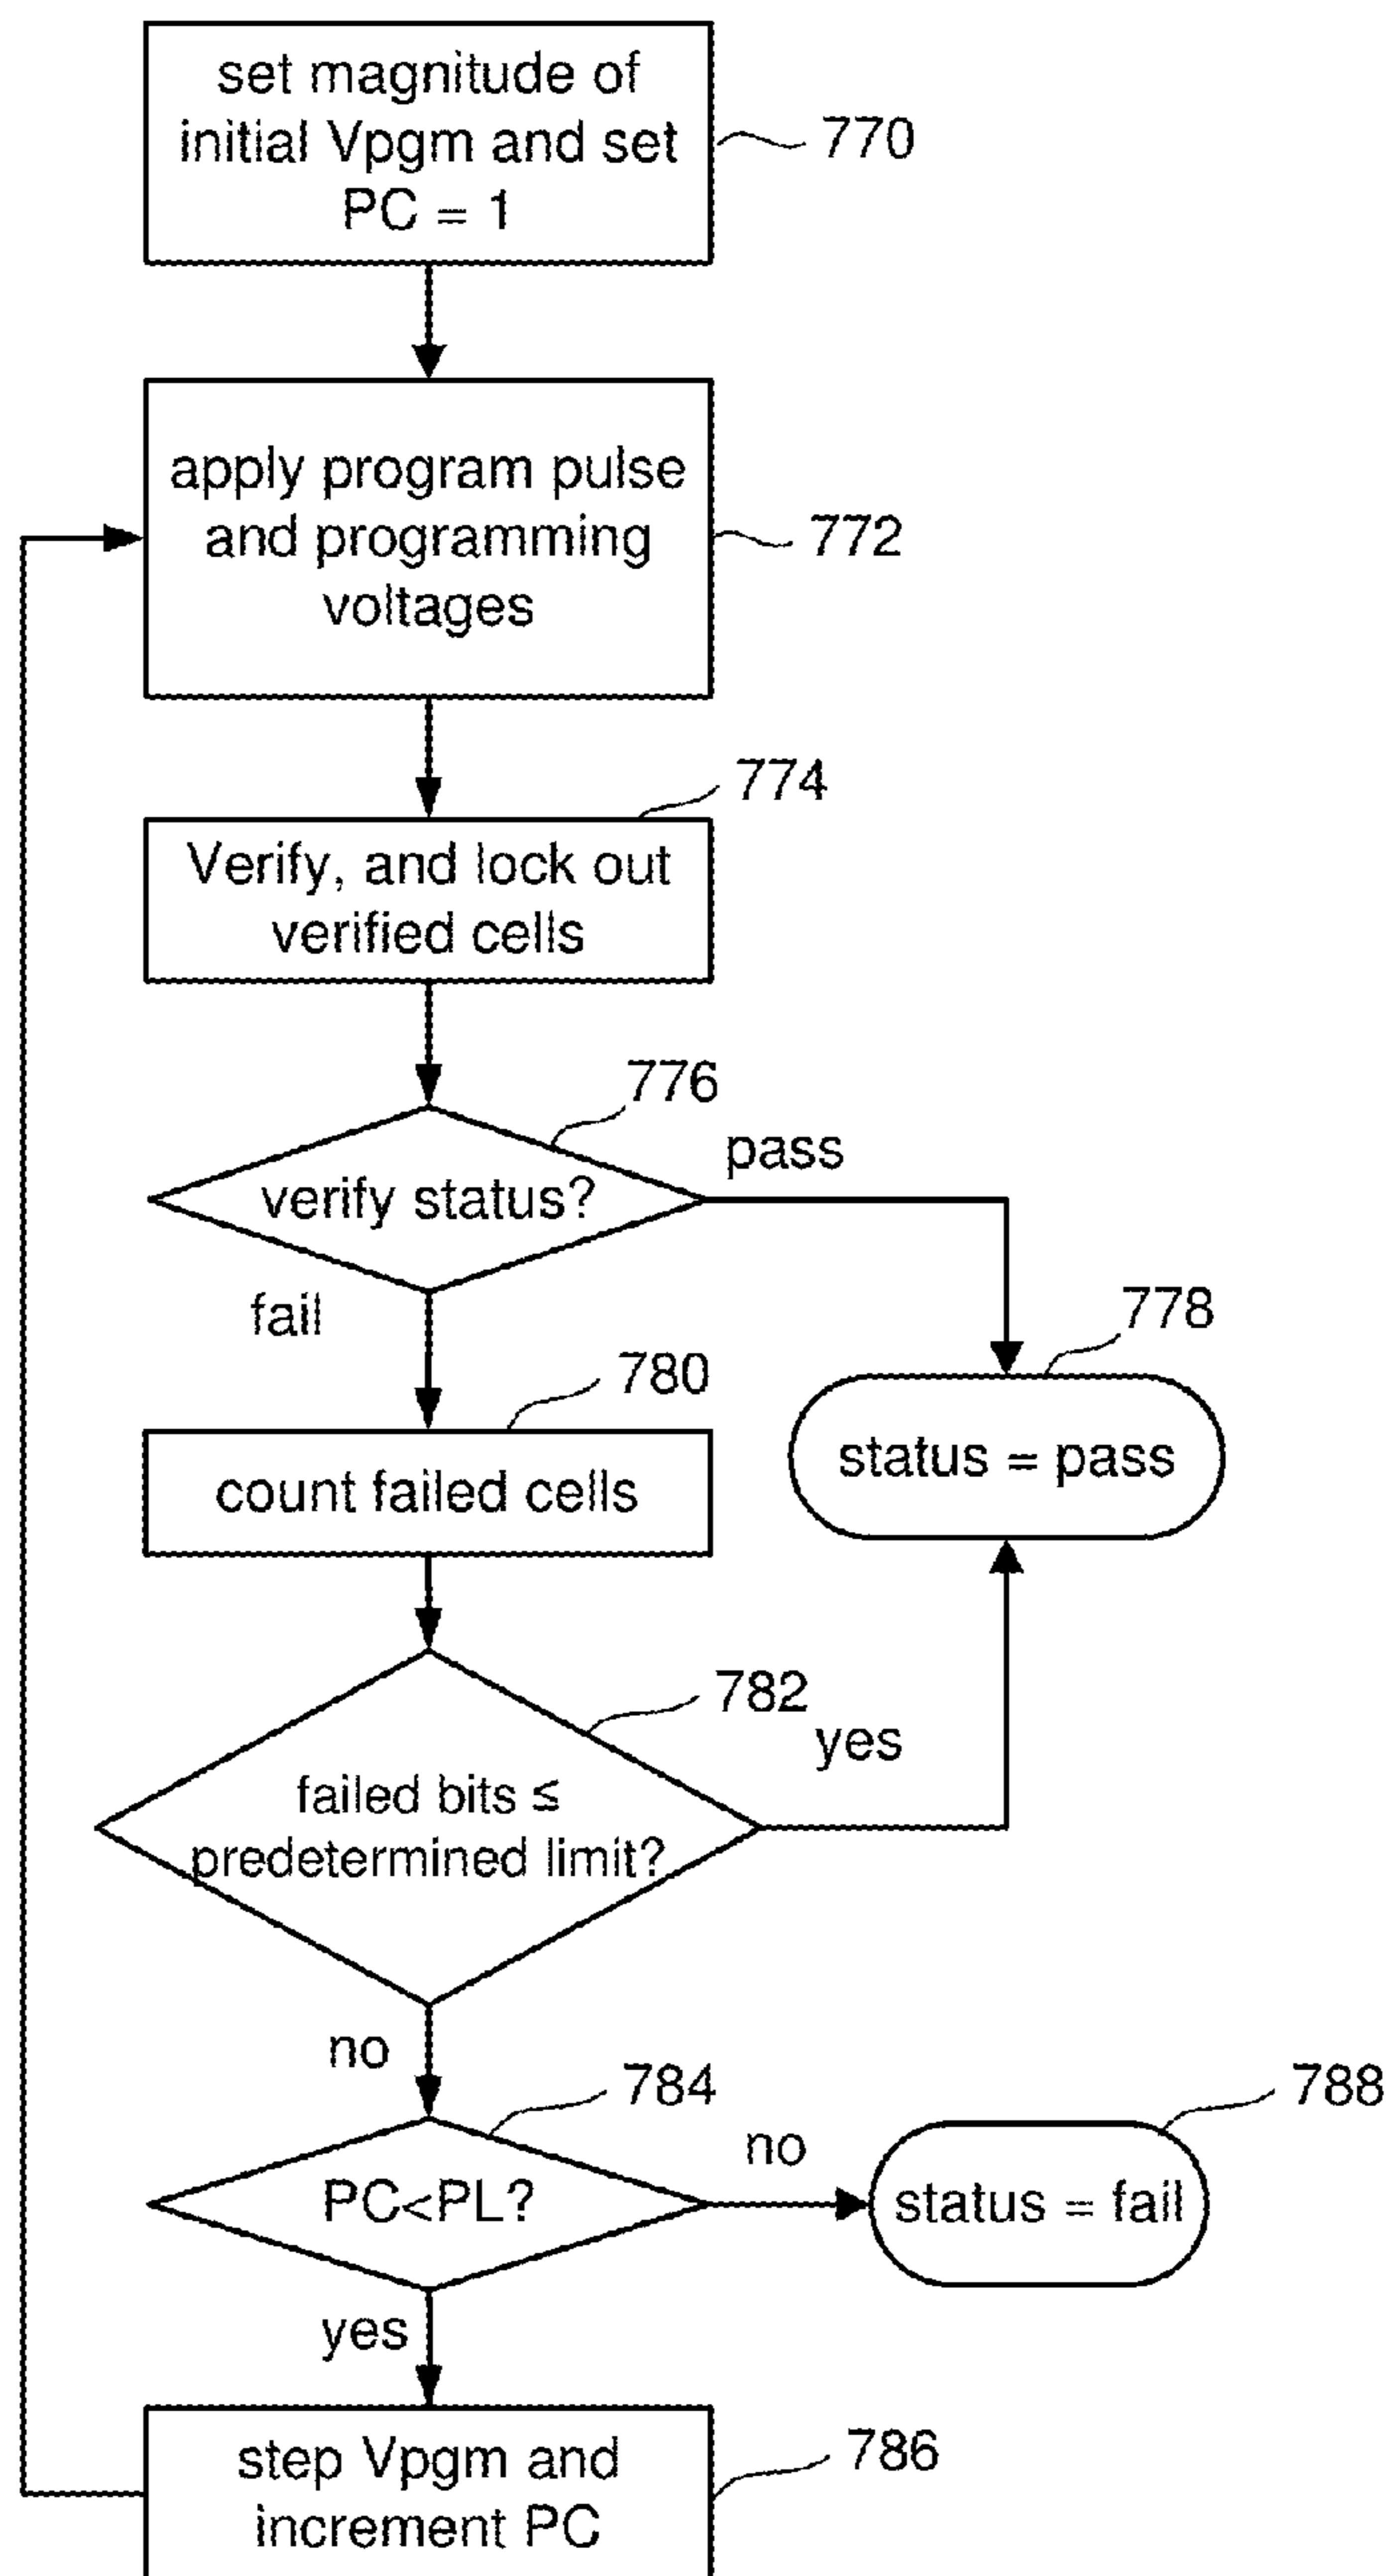 set magnitude of
initial Vpgm and set
PC = 1
770
apply program pulse
and programming
voltages
772
774
Verify, and lock out
verified cells
776
pass
verify status?
fail
778
780
status = pass
count failed cells
782
yes
failed bits ≤
predetermined limit?
no
784
788
no
PC<PL?
status = fail
yes
step Vpgm and
increment PC
786